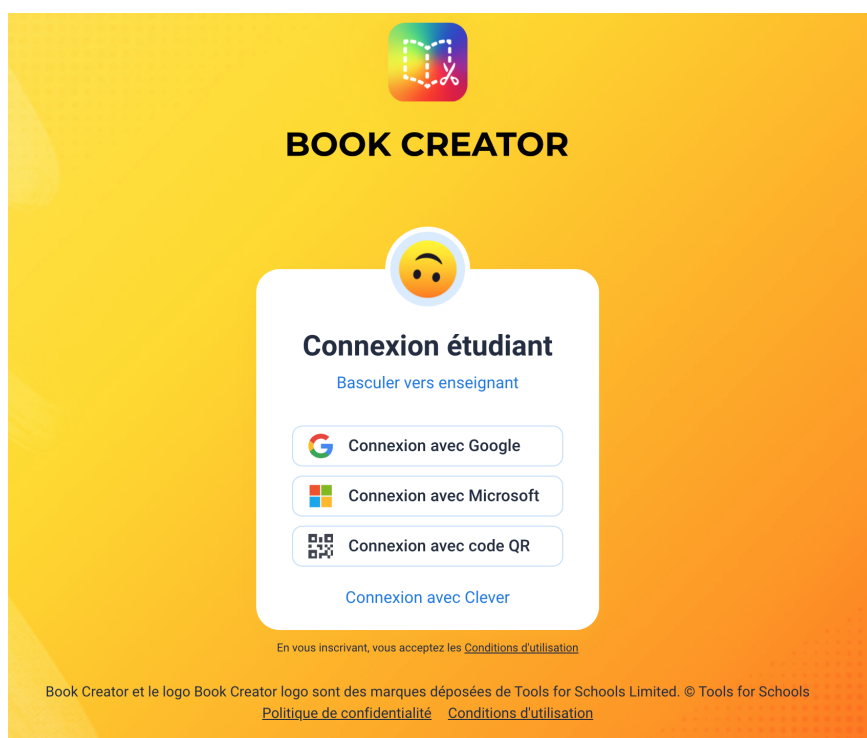 BOOK CREATOR
Connexion étudiant
Basculer vers enseignant
Connexion avec Google
Connexion avec Microsoft
Connexion avec code QR
Connexion avec Clever
En vous inscrivant, vous acceptez les Conditions d'utilisation
Book Creator et le logo Book Creator logo sont des marques déposées de Tools for Schools Limited. © Tools for Schools
Politique de confidentialité Conditions d'utilisation